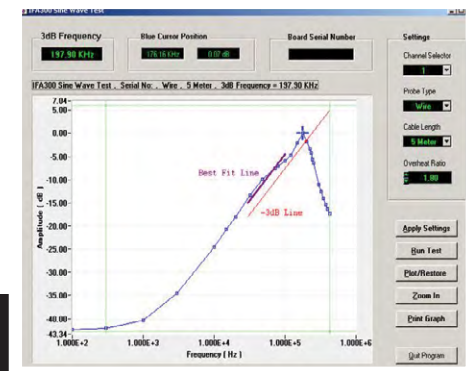 IFA300 Sine Wave Test
3dB Frequency
197.90 KHz
Blue Cursor Position
176.16 KHz
0.07 dB
Board Serial Number
Settings
Channel Selector
1
Probe Type
Wire
Cable Length
5 Meter
Overheat Ratio
1.80
IFA300 Sine Wave Test . Serial No: . Wire . 5 Meter . 3dB Frequency = 197.90 KHz
7.04
5.00
0.00
-5.00
-10.00
-15.00
-20.00
-25.00
-30.00
-35.00
-40.00
-43.34
Amplitude ( dB )
Best Fit Line
-3dB Line
1.000E+2
1.000E+3
1.000E+4
1.000E+5
1.000E+6
Frequency ( Hz )
Apply Settings
Run Test
Plot/Restore
Zoom In
Print Graph
Quit Program